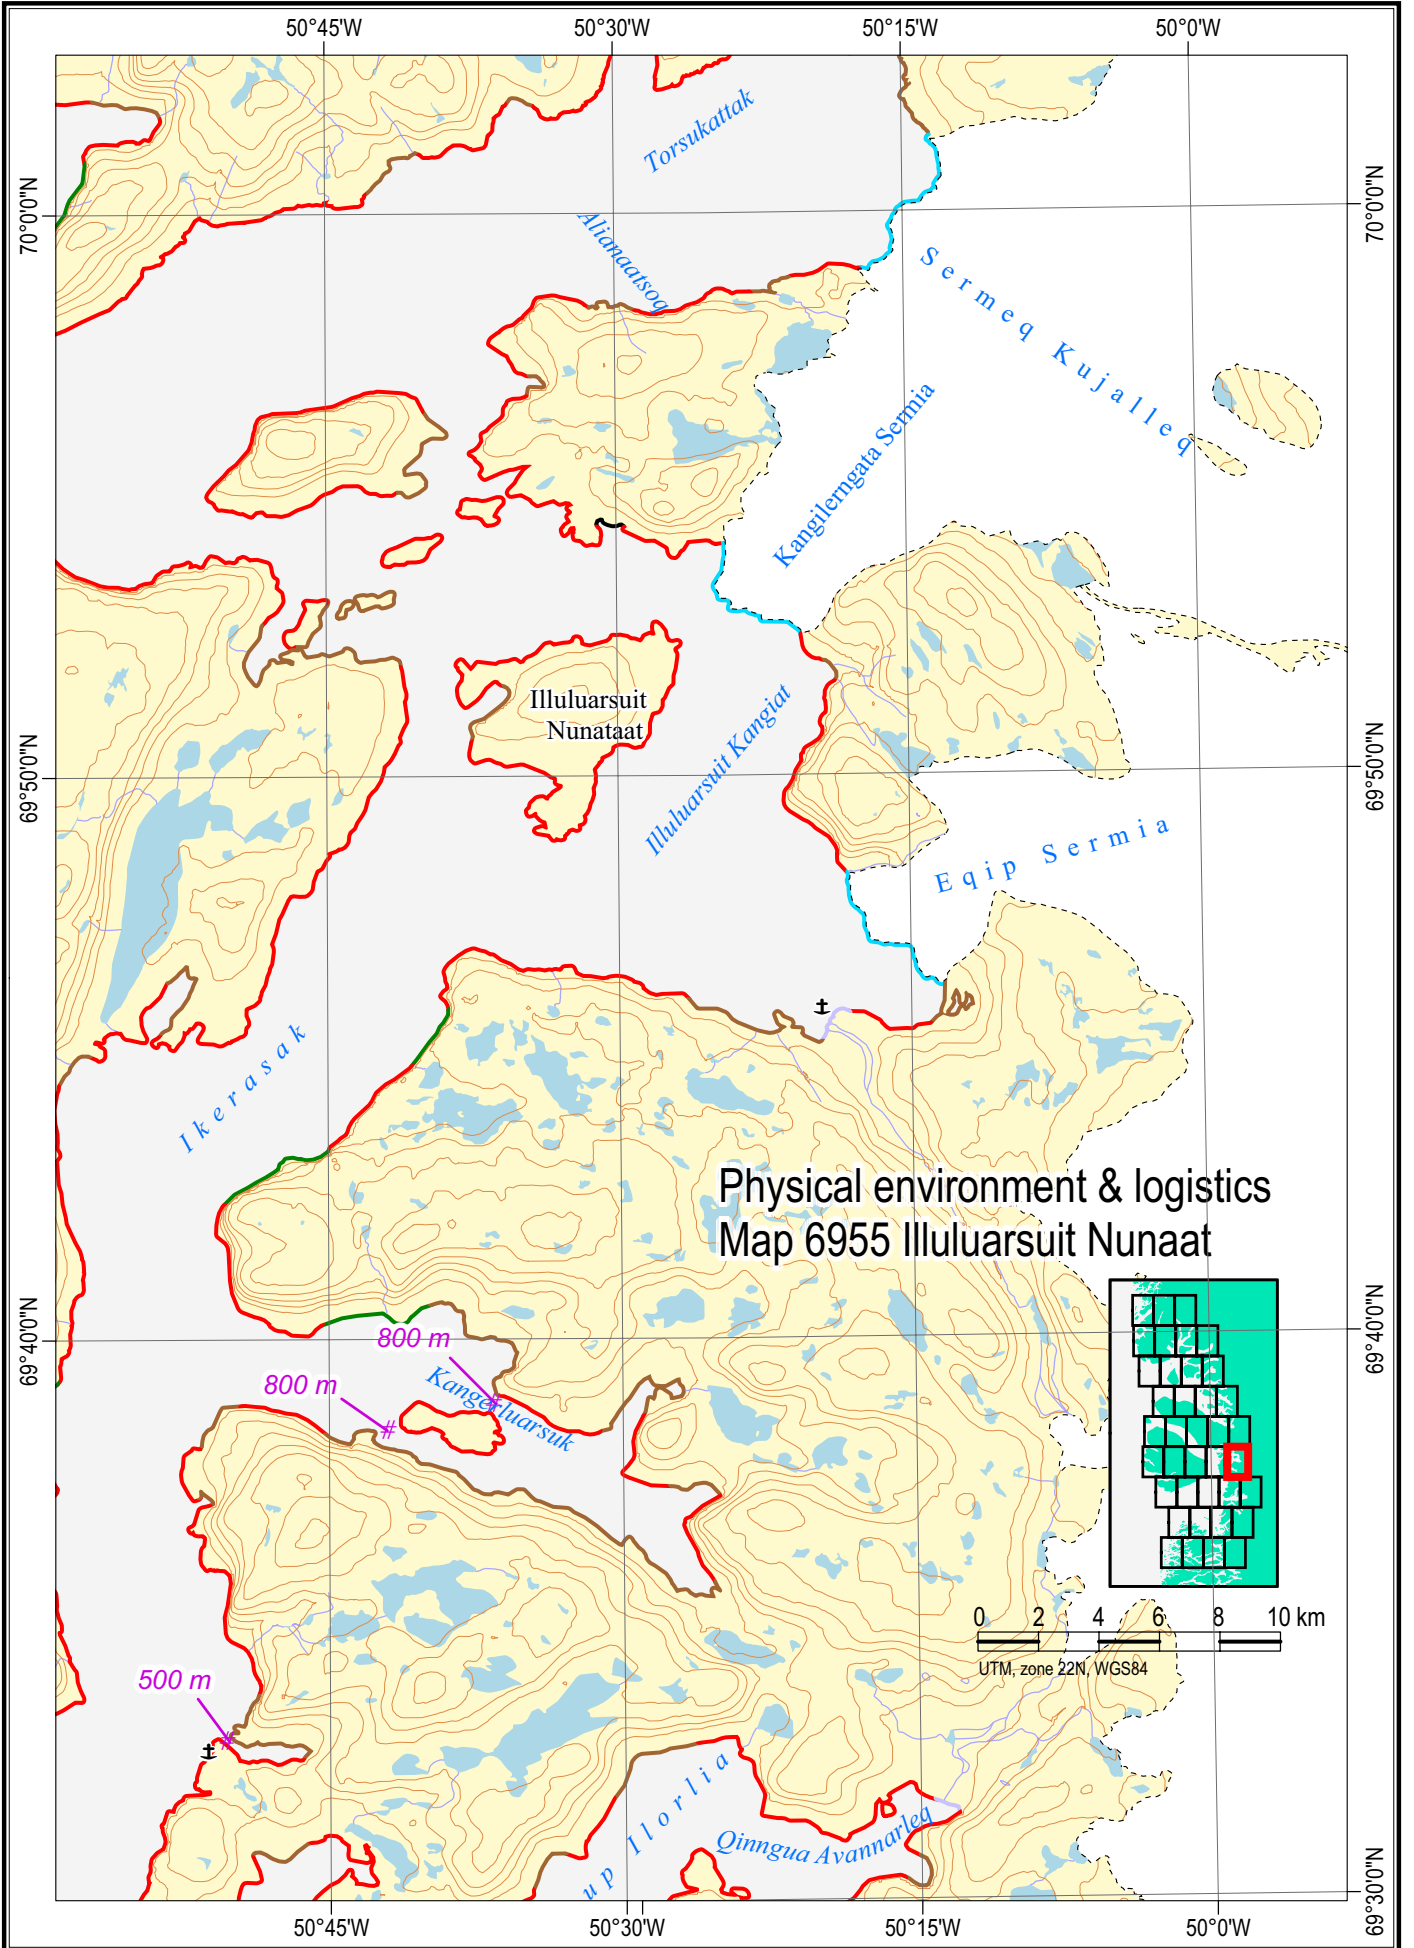 50°45'W
50°30'W
50°15'W
50°0'W
Torsukattak
70°0'0"N
70°0'0"N
Alianaatsoq
Sermeq Kujalleq
Kangilerngata Sermia
Illuluarsuit
Nunataat
Illuluarsuit Kangiat
69°50'0"N
69°50'0"N
Eqip Sermia
Ikerasak
Physical environment & logistics
Map 6955 Illuluarsuit Nunaat
69°40'0"N
69°40'0"N
800 m
800 m
Kangerluarsuk
0 2 4 6 8 10 km
UTM, zone 22N, WGS84
500 m
up Ilorlia
Qinngua Avannarleq
69°30'0"N
50°45'W
50°30'W
50°15'W
50°0'W